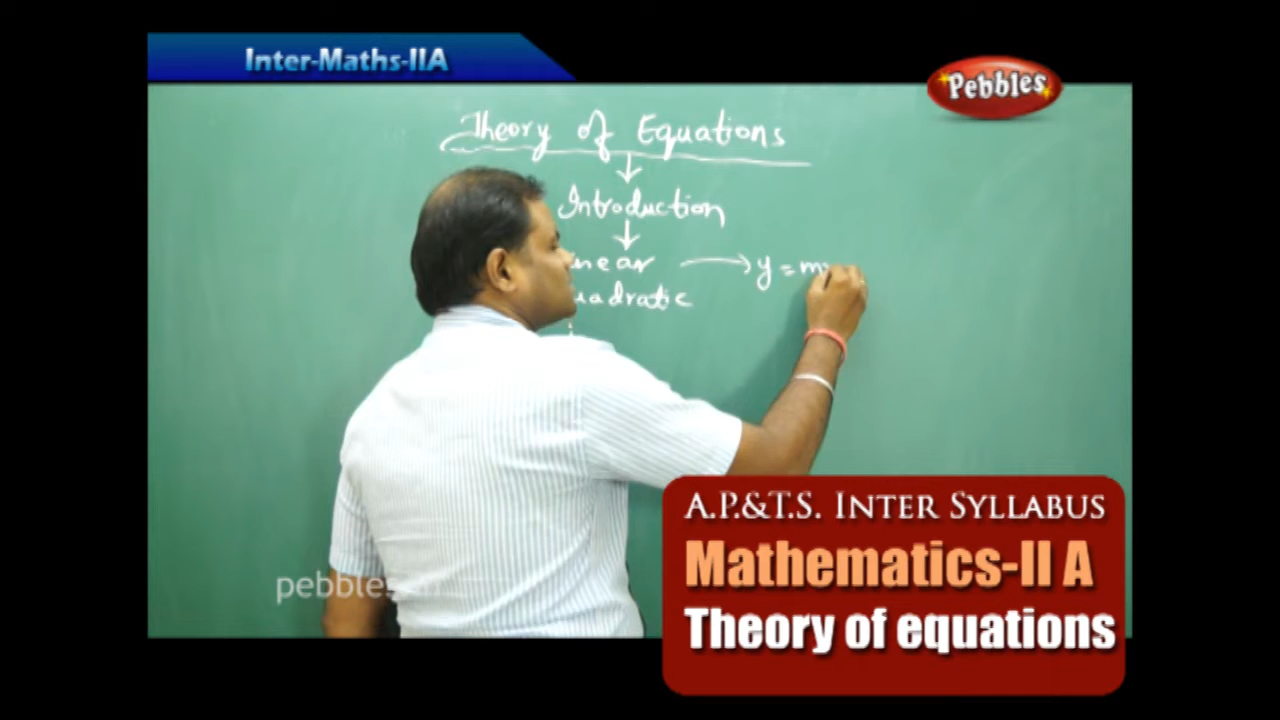 Inter-Maths-IIA
Pebbles
Theory of Equations
Introduction
near → y = m
uadratic
A.P.&T.S. INTER SYLLABUS
Mathematics-II A
Theory of equations
pebbles